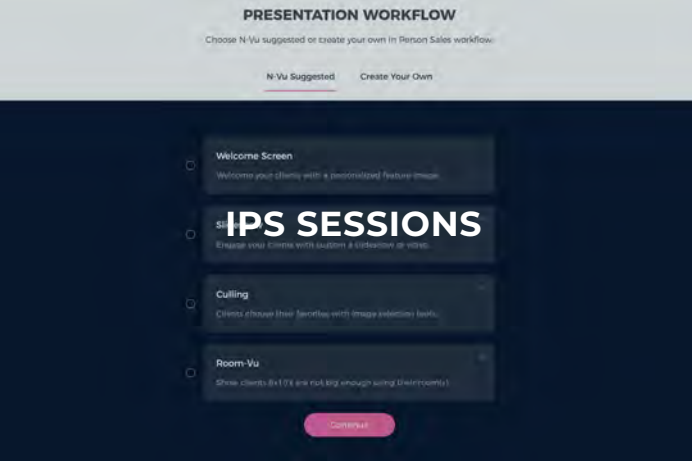 PRESENTATION WORKFLOW
Choose N-Vu suggested or create your own In Person Sales workflow.
N-Vu Suggested Create Your Own
Welcome Screen
Welcome your clients with a personalized feature image.
IPS SESSIONS
Engage your clients with custom a slideshow or video.
Culling
Clients choose their favorites with image selection tools.
Room-Vu
Show clients 8x10's are not big enough using their room(s).
Continue